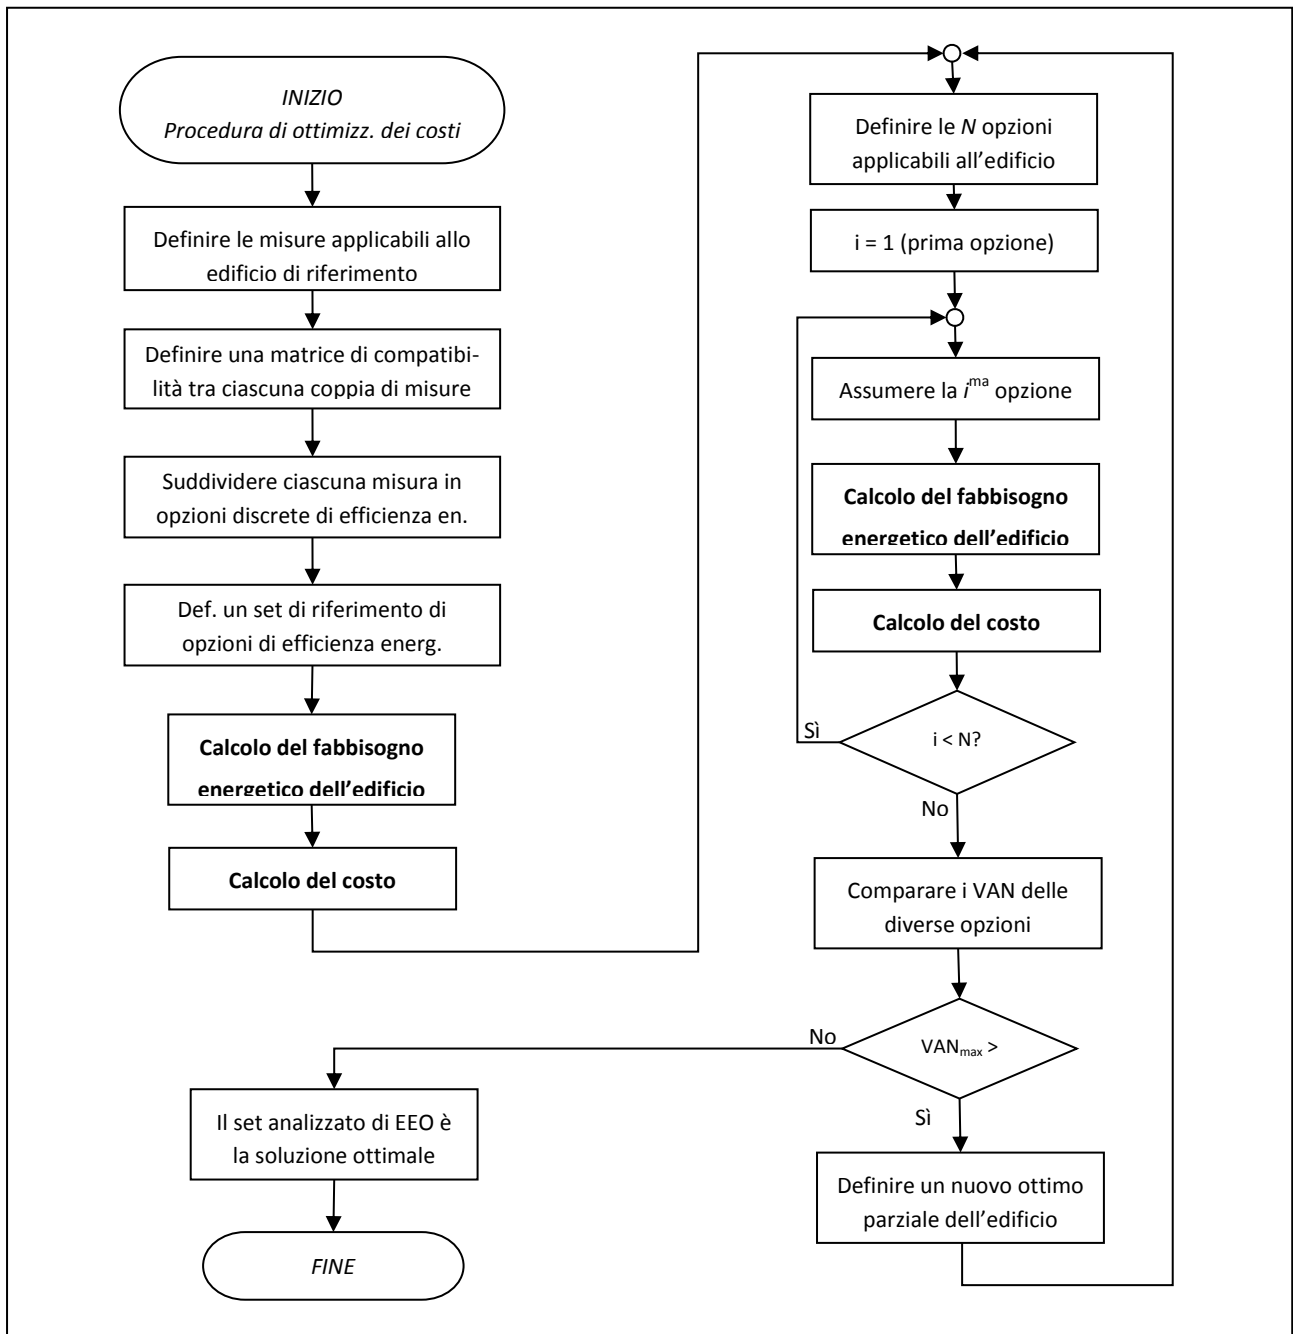 INIZIO
Procedura di ottimizz. dei costi
Definire le misure applicabili allo
edificio di riferimento
Definire una matrice di compatibi-
lità tra ciascuna coppia di misure
Suddividere ciascuna misura in
opzioni discrete di efficienza en.
Def. un set di riferimento di
opzioni di efficienza energ.
Calcolo del fabbisogno
energetico dell'edificio
Calcolo del costo
Definire le N opzioni
applicabili all'edificio
i = 1 (prima opzione)
Assumere la i^ma opzione
Calcolo del fabbisogno
energetico dell'edificio
Calcolo del costo
i < N?
Sì
No
Comparare i VAN delle
diverse opzioni
VANmax >
No
Sì
Definire un nuovo ottimo
parziale dell'edificio
Il set analizzato di EEO è
la soluzione ottimale
FINE